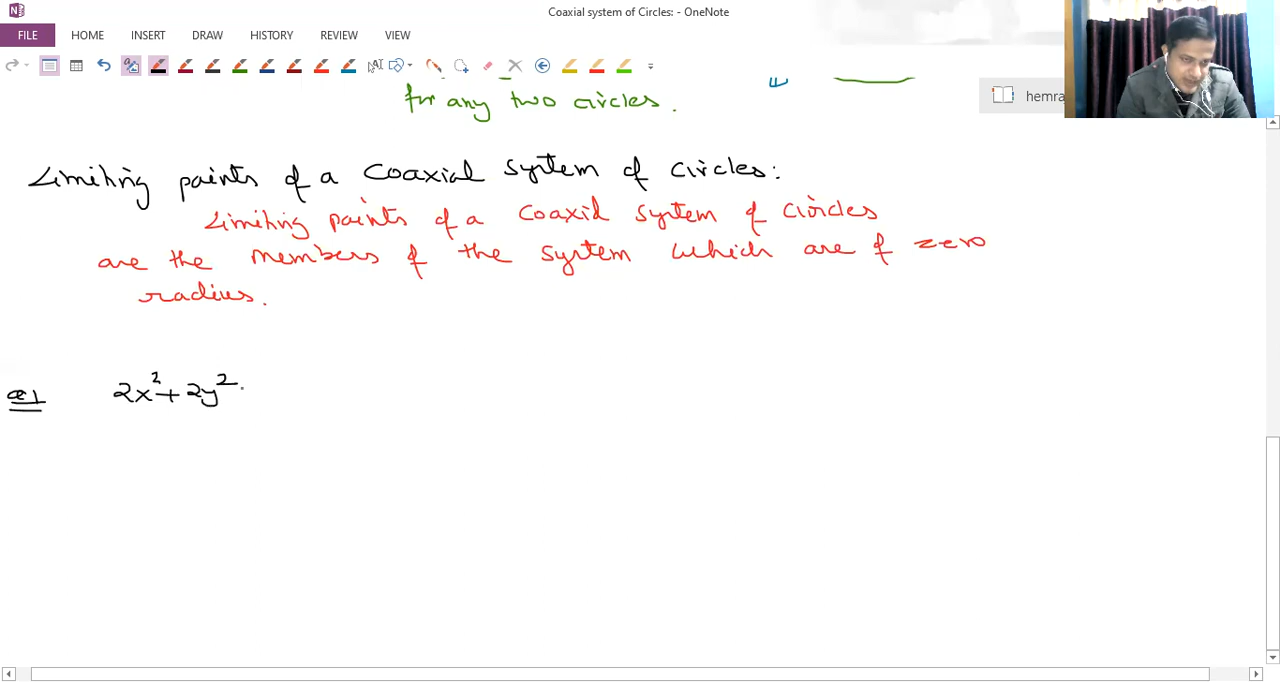 Coaxial system of Circles: - OneNote
FILE HOME INSERT DRAW HISTORY REVIEW VIEW
for any two circles.
hemra
Limiting points of a Coaxial system of circles:
Limiting points of a Coaxial system of circles
are the members of the system which are of zero
radius.
2x² + 2y²